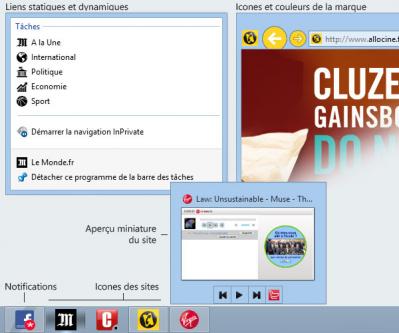 Liens statiques et dynamiques
Icones et couleurs de la marque
Tâches
A la Une
International
Politique
Economie
Sport
Démarrer la navigation InPrivate
Le Monde.fr
Détacher ce programme de la barre des tâches
http://www.allocine.f
CLUZE
GAINSBO
DO N
Law: Unsustainable - Muse - Th...
Aperçu miniature
du site
Notifications
Icones des sites